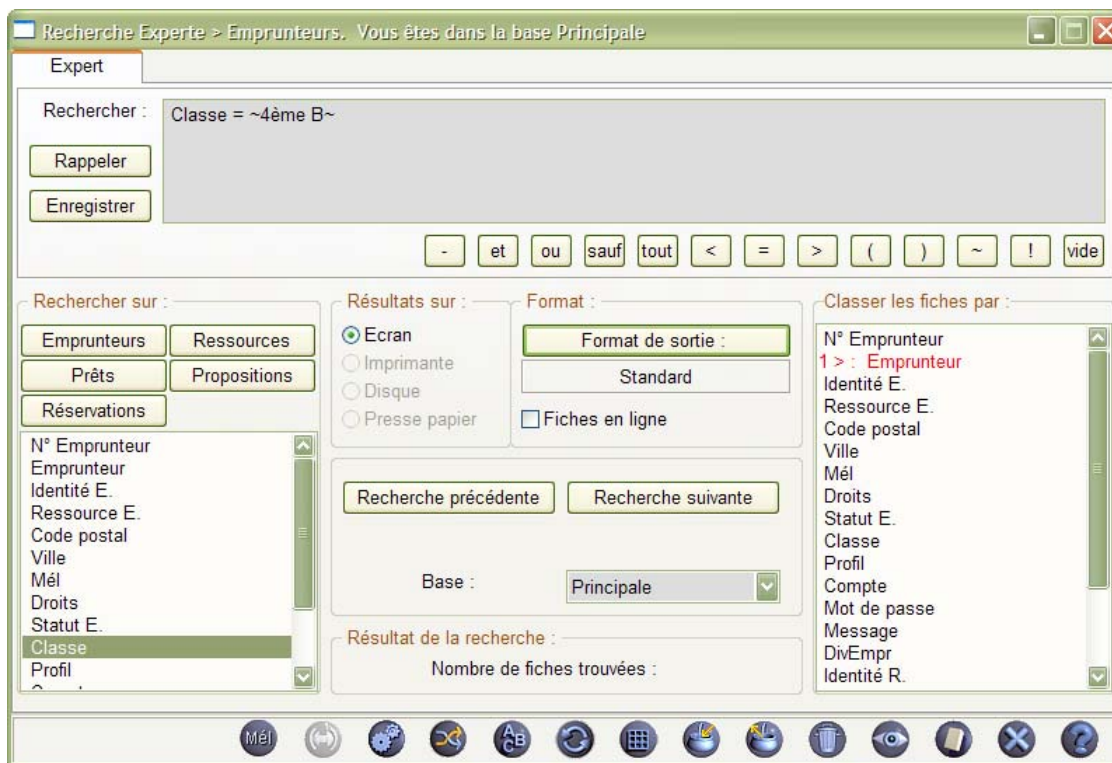 Recherche Experte > Emprunteurs. Vous êtes dans la base Principale
Expert
Rechercher :
Classe = ~4ème B~
Rappeler
Enregistrer
- et ou sauf tout < = > ( ) ~ ! vide
Rechercher sur :
Emprunteurs Ressources
Prêts Propositions
Réservations
N° Emprunteur
Emprunteur
Identité E.
Ressource E.
Code postal
Ville
Mél
Droits
Statut E.
Classe
Profil
Résultats sur :
Ecran
Imprimante
Disque
Presse papier
Format :
Format de sortie :
Standard
Fiches en ligne
Recherche précédente Recherche suivante
Base : Principale
Résultat de la recherche :
Nombre de fiches trouvées :
Classer les fiches par :
N° Emprunteur
1 > : Emprunteur
Identité E.
Ressource E.
Code postal
Ville
Mél
Droits
Statut E.
Classe
Profil
Compte
Mot de passe
Message
DivEmpr
Identité R.
Mél
ABC
?